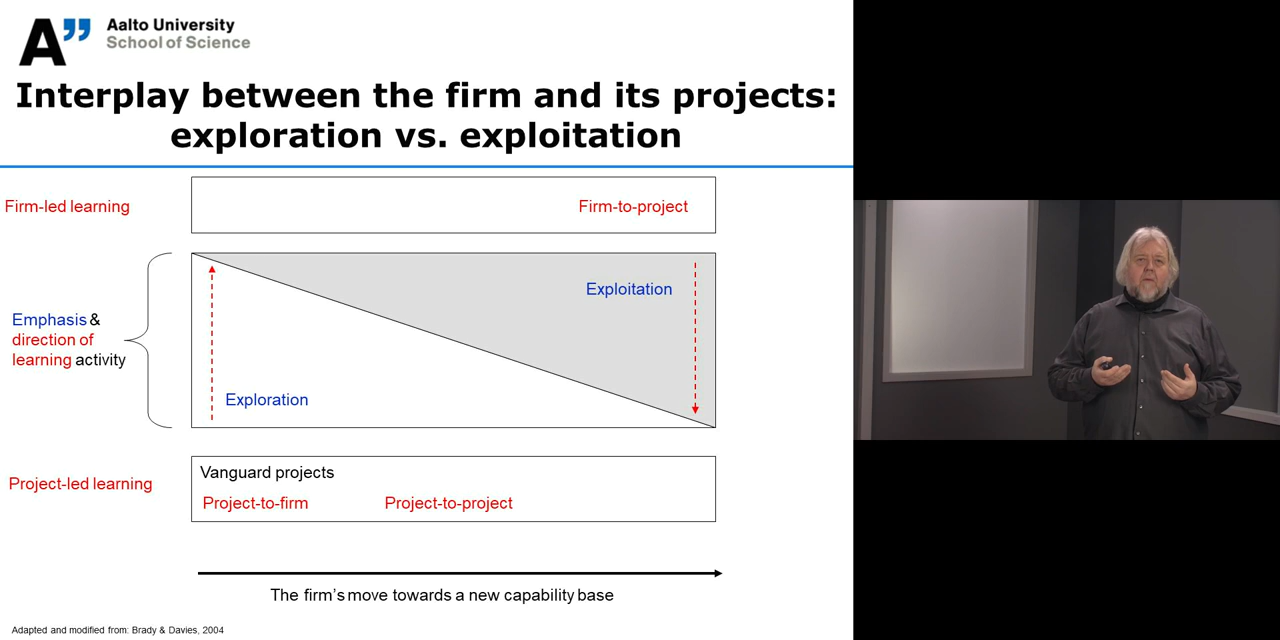 A”
Aalto University
School of Science
Interplay between the firm and its projects:
exploration vs. exploitation
Firm-led learning
Firm-to-project
Exploitation
Emphasis &
direction of
learning activity
Exploration
Vanguard projects
Project-led learning
Project-to-firm Project-to-project
The firm's move towards a new capability base
Adapted and modified from: Brady & Davies, 2004